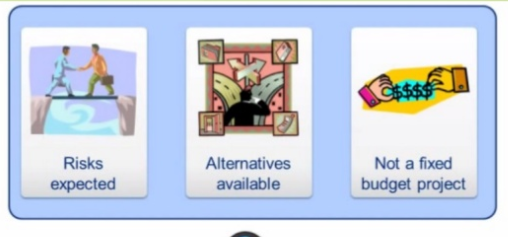 $$$$
Risks
expected
Alternatives
available
Not a fixed
budget project